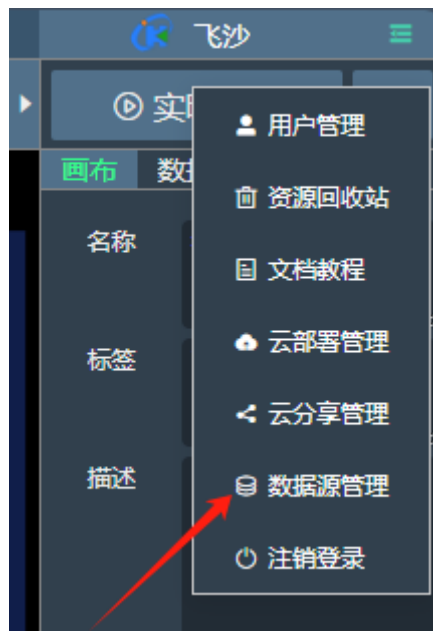 飞沙
实
画布 数
用户管理
资源回收站
文档教程
云部署管理
云分享管理
数据源管理
注销登录
名称
标签
描述